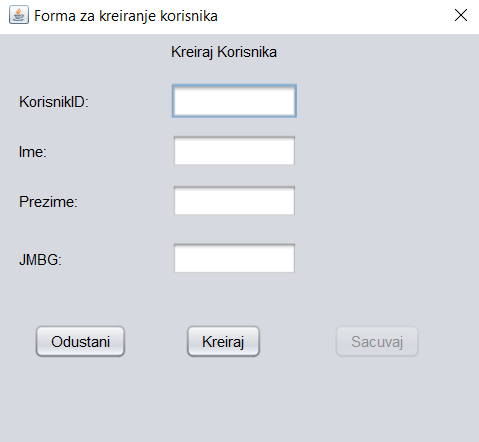 Forma za kreiranje korisnika
Kreiraj Korisnika
KorisnikID:
Ime:
Prezime:
JMBG:
Odustani Kreiraj Sacuvaj